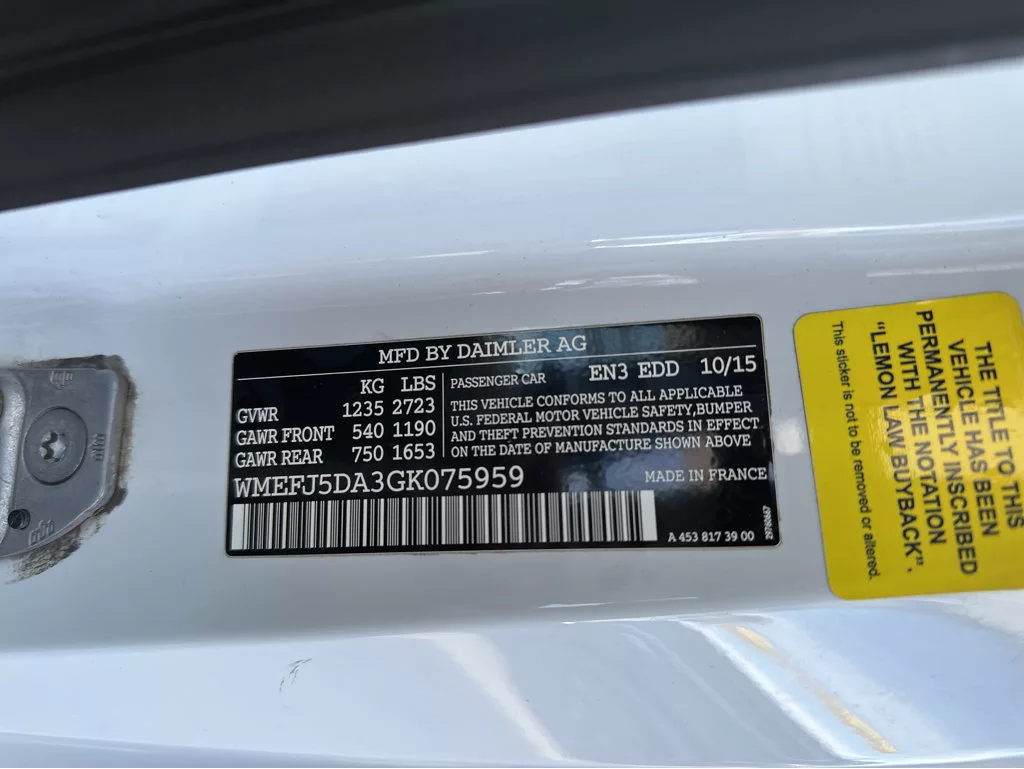 MFD BY DAIMLER AG
KG LBS
GVWR 1235 2723
GAWR FRONT 540 1190
GAWR REAR 750 1653
PASSENGER CAR EN3 EDD 10/15
THIS VEHICLE CONFORMS TO ALL APPLICABLE
U.S. FEDERAL MOTOR VEHICLE SAFETY,BUMPER
AND THEFT PREVENTION STANDARDS IN EFFECT
ON THE DATE OF MANUFACTURE SHOWN ABOVE
WMEFJ5DA3GK075959
MADE IN FRANCE
A 453 817 39 00
THE TITLE TO THIS
VEHICLE HAS BEEN
PERMANENTLY INSCRIBED
WITH THE NOTATION
"LEMON LAW BUYBACK".
This sticker is not to be removed or altered.